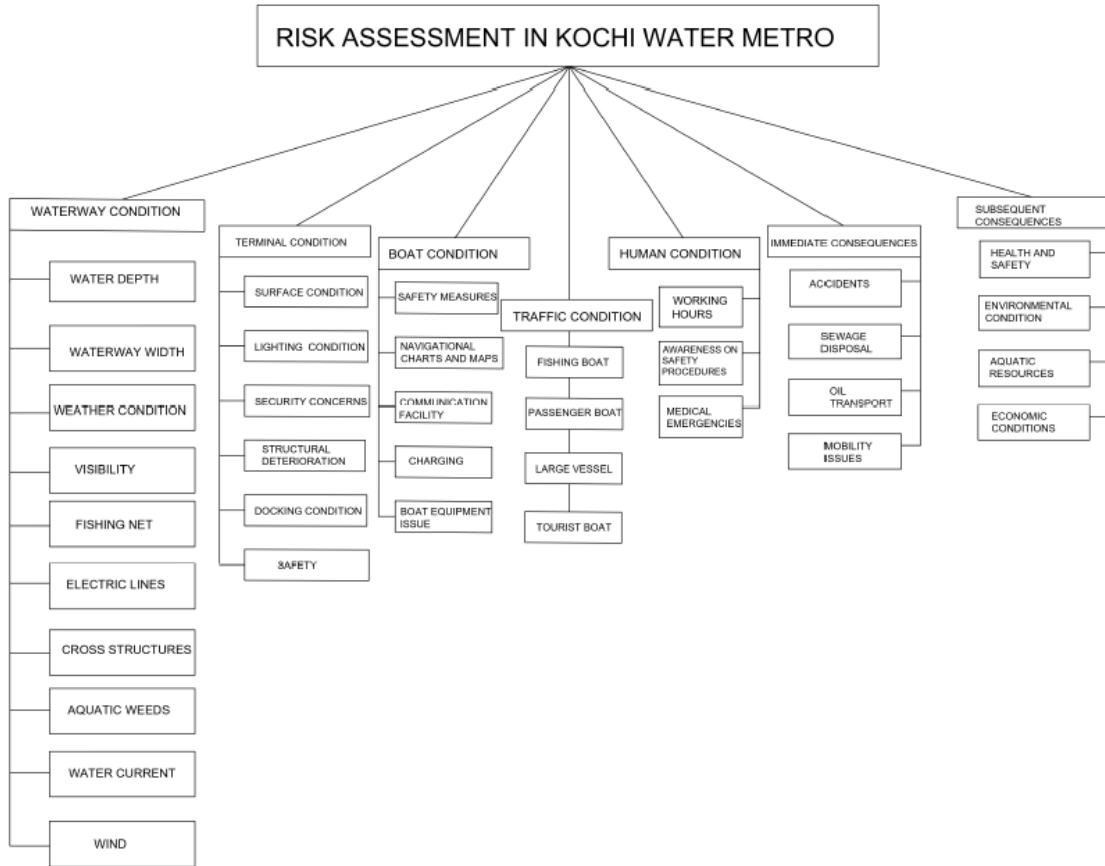 RISK ASSESSMENT IN KOCHI WATER METRO
WATERWAY CONDITION
WATER DEPTH
WATERWAY WIDTH
WEATHER CONDITION
VISIBILITY
FISHING NET
ELECTRIC LINES
CROSS STRUCTURES
AQUATIC WEEDS
WATER CURRENT
WIND
TERMINAL CONDITION
SURFACE CONDITION
LIGHTING CONDITION
SECURITY CONCERNS
STRUCTURAL
DETERIORATION
DOCKING CONDITION
SAFETY
BOAT CONDITION
SAFETY MEASURES
NAVIGATIONAL
CHARTS AND MAPS
COMMUNICATION
FACILITY
CHARGING
BOAT EQUIPMENT
ISSUE
TRAFFIC CONDITION
FISHING BOAT
PASSENGER BOAT
LARGE VESSEL
TOURIST BOAT
HUMAN CONDITION
WORKING
HOURS
AWARENESS ON
SAFETY
PROCEDURES
MEDICAL
EMERGENCIES
IMMEDIATE CONSEQUENCES
ACCIDENTS
SEWAGE
DISPOSAL
OIL
TRANSPORT
MOBILITY
ISSUES
SUBSEQUENT
CONSEQUENCES
HEALTH AND
SAFETY
ENVIRONMENTAL
CONDITION
AQUATIC
RESOURCES
ECONOMIC
CONDITIONS